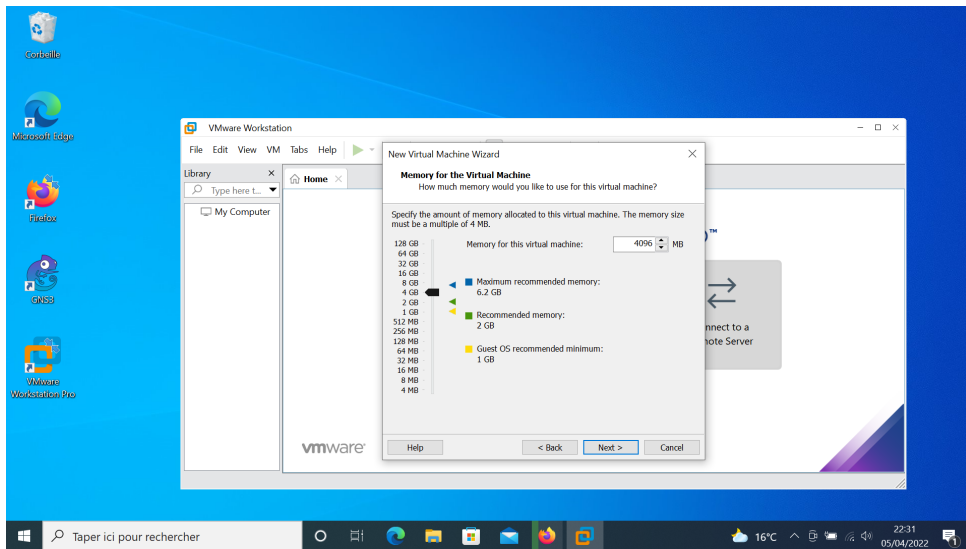 Corbeille
Microsoft Edge
Firefox
GNS3
VMware
Workstation Pro
VMware Workstation
File Edit View VM Tabs Help
Library
Type here t...
My Computer
Home
New Virtual Machine Wizard
Memory for the Virtual Machine
How much memory would you like to use for this virtual machine?
Specify the amount of memory allocated to this virtual machine. The memory size
must be a multiple of 4 MB.
Memory for this virtual machine: 4096 MB
128 GB
64 GB
32 GB
16 GB
8 GB
4 GB
2 GB
1 GB
512 MB
256 MB
128 MB
64 MB
32 MB
16 MB
8 MB
4 MB
Maximum recommended memory:
6.2 GB
Recommended memory:
2 GB
Guest OS recommended minimum:
1 GB
Help < Back Next > Cancel
™
nnect to a
note Server
vmware
Taper ici pour rechercher
16°C
22:31
05/04/2022
1